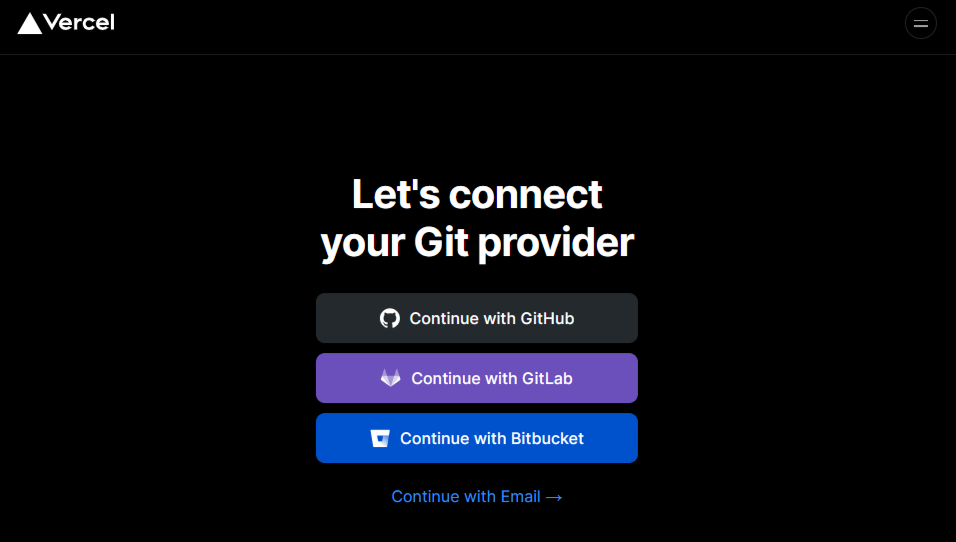 Vercel
Let's connect
your Git provider
Continue with GitHub
Continue with GitLab
Continue with Bitbucket
Continue with Email →